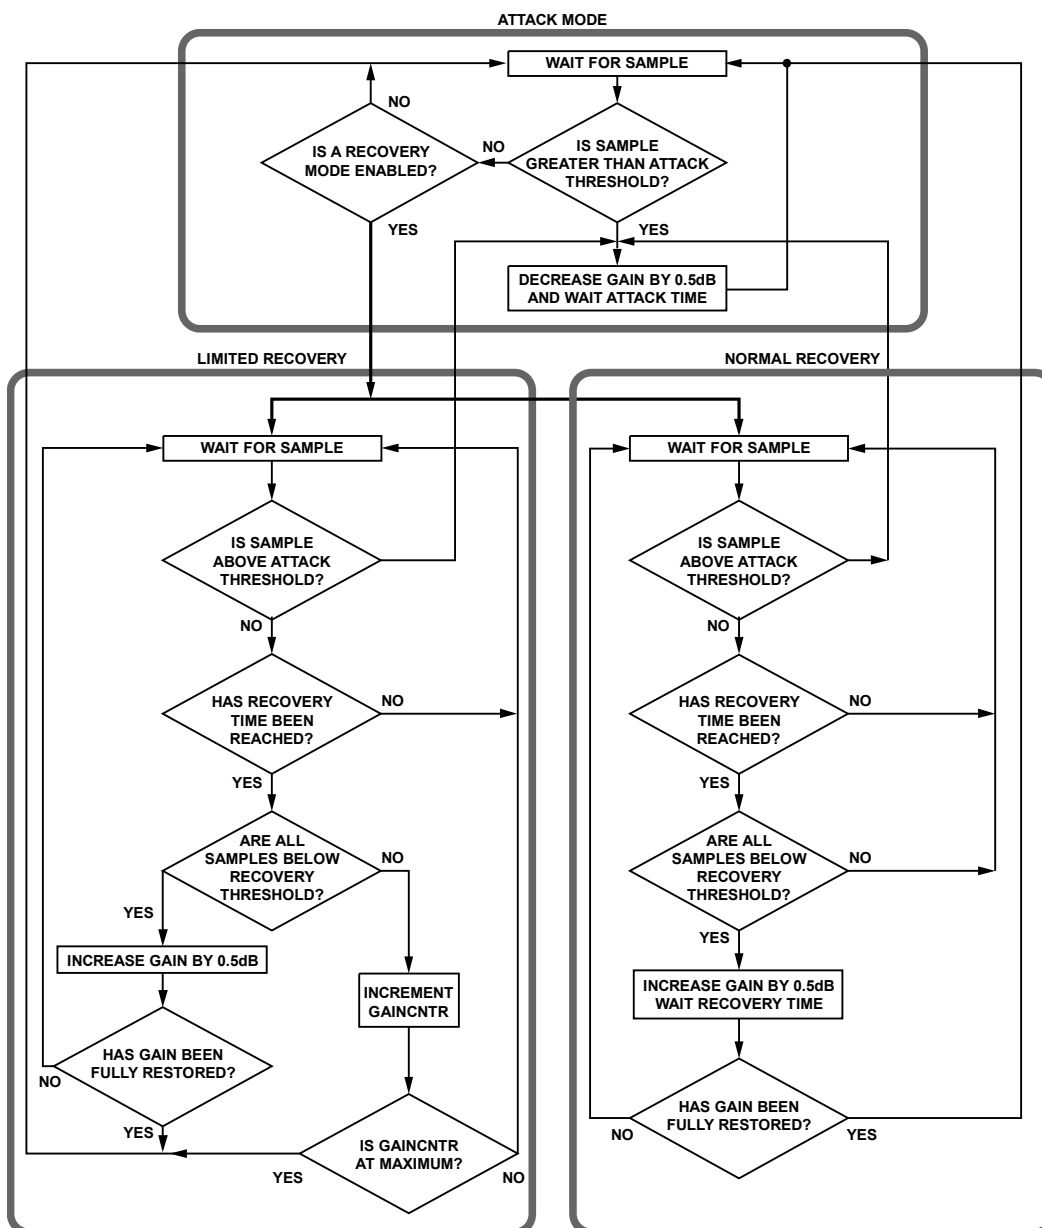 ATTACK MODE
WAIT FOR SAMPLE
NO
IS A RECOVERY
MODE ENABLED?
NO
IS SAMPLE
GREATER THAN ATTACK
THRESHOLD?
YES
YES
DECREASE GAIN BY 0.5dB
AND WAIT ATTACK TIME
LIMITED RECOVERY
WAIT FOR SAMPLE
IS SAMPLE
ABOVE ATTACK
THRESHOLD?
NO
HAS RECOVERY
TIME BEEN
REACHED?
NO
YES
ARE ALL
SAMPLES BELOW
RECOVERY
THRESHOLD?
NO
YES
INCREASE GAIN BY 0.5dB
INCREMENT
GAINCNTR
HAS GAIN BEEN
FULLY RESTORED?
NO
YES
IS GAINCNTR
AT MAXIMUM?
YES
NO
NORMAL RECOVERY
WAIT FOR SAMPLE
IS SAMPLE
ABOVE ATTACK
THRESHOLD?
NO
HAS RECOVERY
TIME BEEN
REACHED?
NO
YES
ARE ALL
SAMPLES BELOW
RECOVERY
THRESHOLD?
NO
YES
INCREASE GAIN BY 0.5dB
WAIT RECOVERY TIME
HAS GAIN BEEN
FULLY RESTORED?
NO
YES